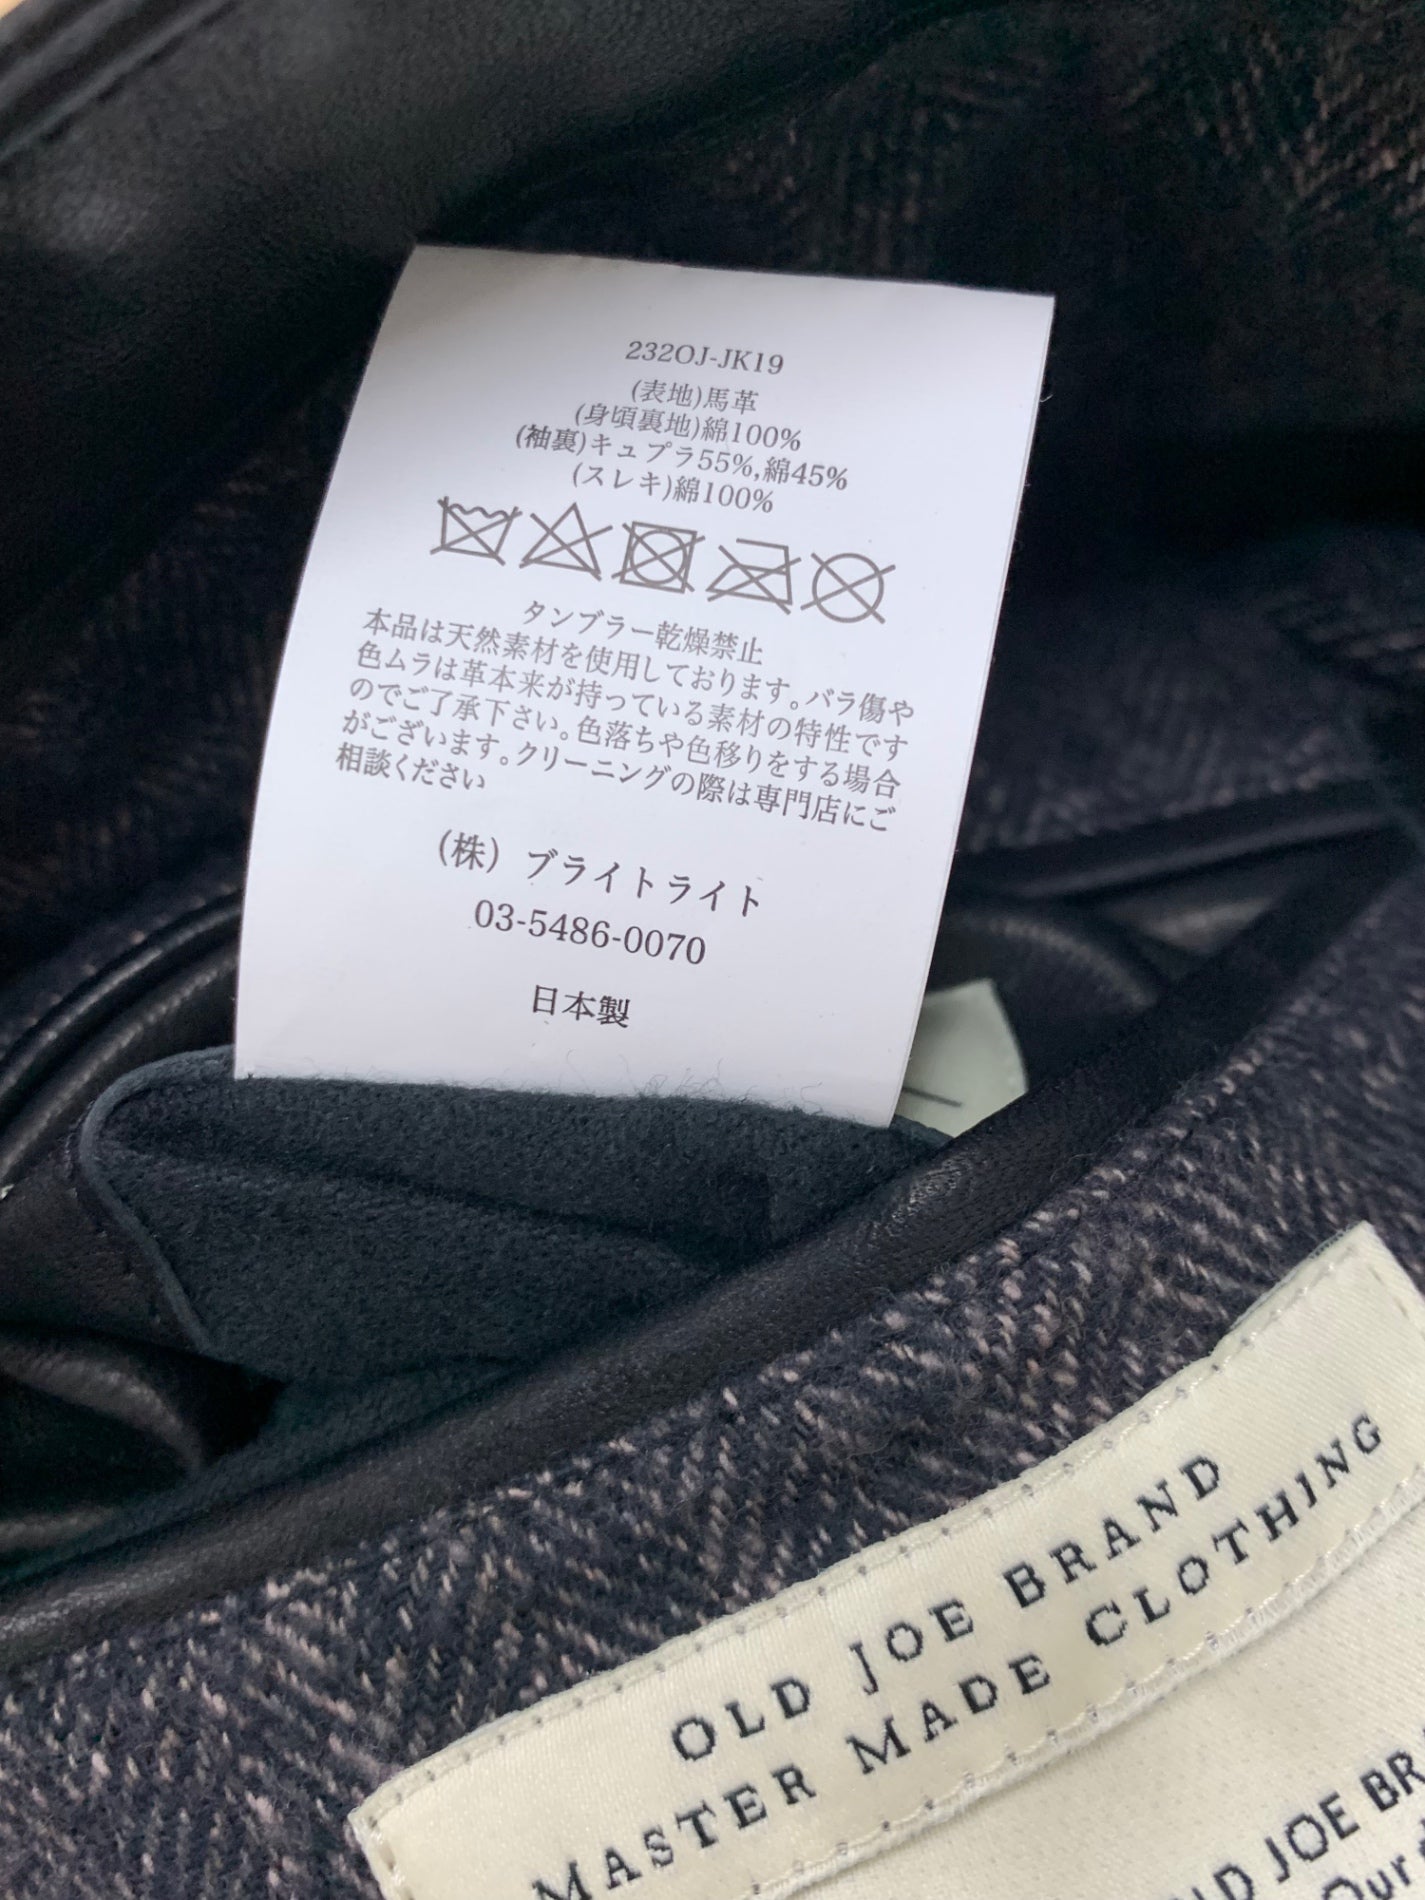 232OJ-JK19
(表地)馬革
(身頃裏地)綿100%
(袖裏)キュプラ55%,綿45%
(スレキ)綿100%
タンブラー乾燥禁止
本品は天然素材を使用しております。バラ傷や
色ムラは革本来が持っている素材の特性です
のでご了承下さい。色落ちや色移りをする場合
がございます。クリーニングの際は専門店にご
相談ください
(株) ブライトライト
03-5486-0070
日本製
OLD JOE BRAND
MASTER MADE CLOTHING
JOE
Our